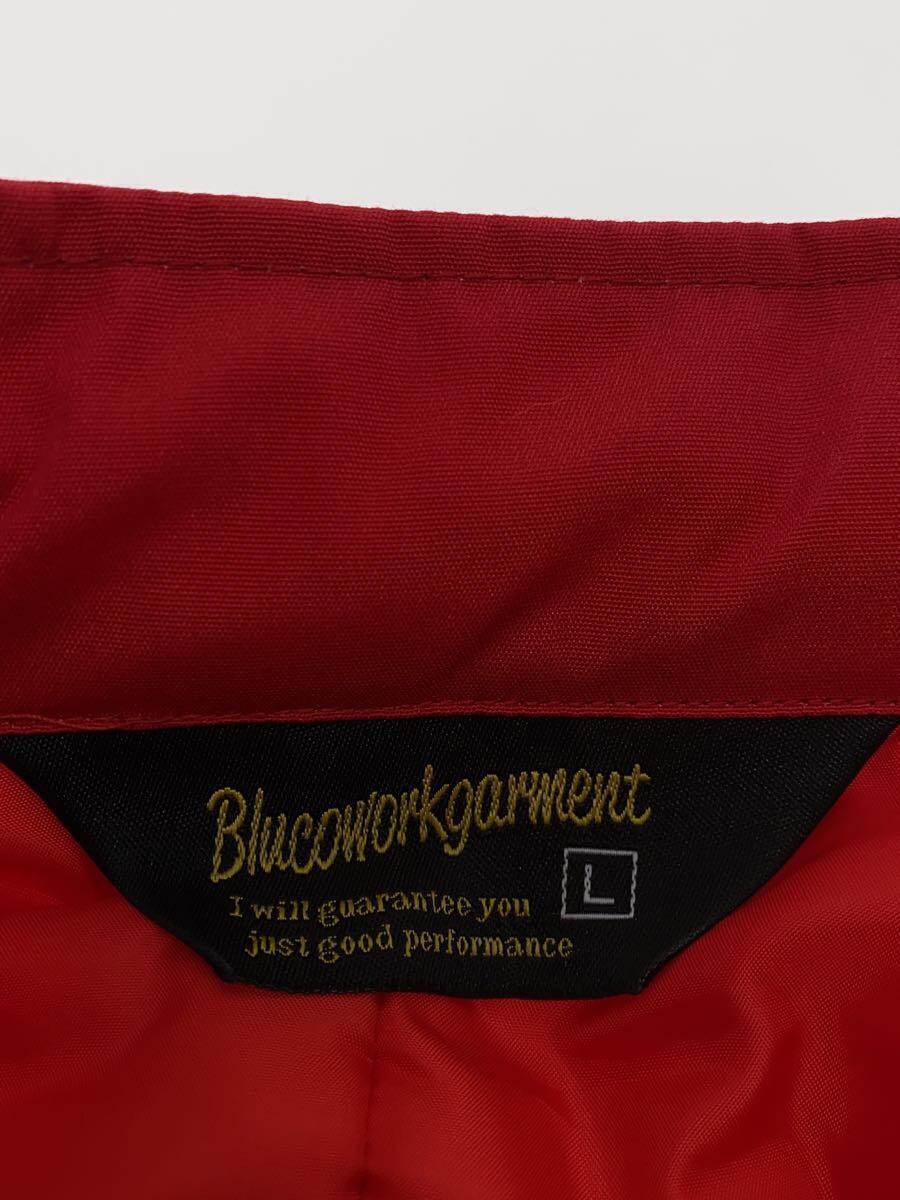 Blucoworkgarment
L
I will guarantee you
just good performance